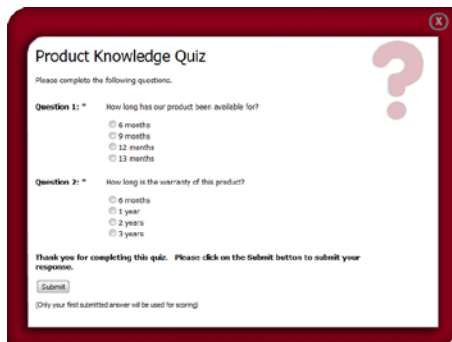 X
Product Knowledge Quiz
?
Please complete the following questions.
Question 1: * How long has our product been available for?
6 months
9 months
12 months
13 months
Question 2: * How long is the warranty of this product?
6 months
1 year
2 years
3 years
Thank you for completing this quiz. Please click on the Submit button to submit your
response.
Submit
(Only your first submitted answer will be used for scoring)